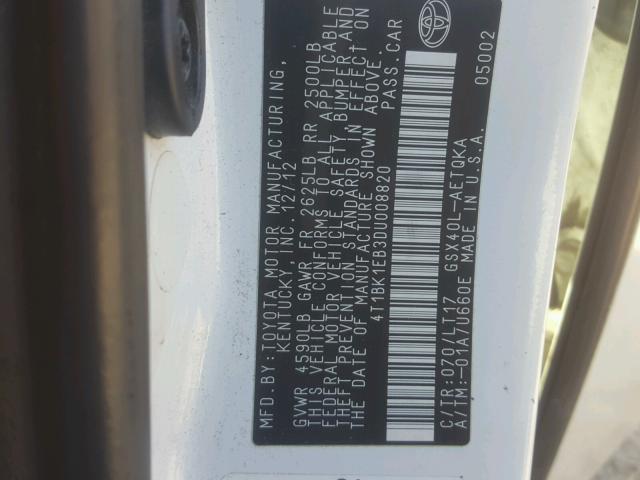 MFD.BY:TOYOTA MOTOR MANUFACTURING,
KENTUCKY, INC. 12/12
GVWR 4590LB GAWR FR 2625LB RR 2500LB
THIS VEHICLE CONFORMS TO ALL APPLICABLE
FEDERAL MOTOR VEHICLE SAFETY, BUMPER AND
THEFT PREVENTION STANDARDS IN EFFECT ON
THE DATE OF MANUFACTURE SHOWN ABOVE.
4T1BK1EB3DU008820 PASS.CAR
C/TR:070/LT17 GSX40L-AETQKA
A/TM:-01A/U660E MADE IN U.S.A.
05002